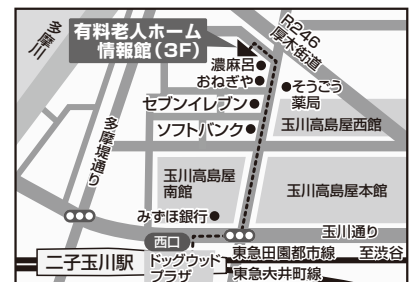 多摩川
有料老人ホーム
情報館(3F)
R246
厚木街道
濃麻呂
おねぎや
そうごう
薬局
セブンイレブン
ソフトバンク
玉川高島屋西館
多摩堤通り
玉川高島屋
南館
玉川高島屋本館
みずほ銀行
玉川通り
西口
東急田園都市線
至渋谷
二子玉川駅
ドッグウッド
プラザ
東急大井町線